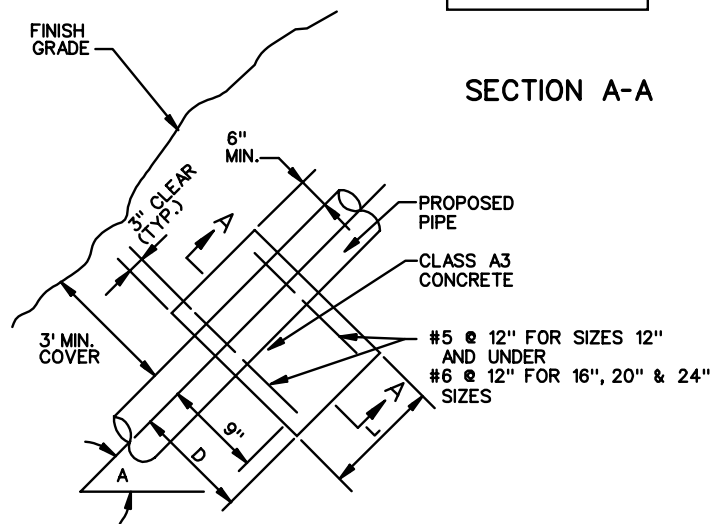 FINISH
GRADE
SECTION A-A
6"
MIN.
3" CLEAR
(TYP.)
A
PROPOSED
PIPE
CLASS A3
CONCRETE
3' MIN.
COVER
#5 @ 12" FOR SIZES 12"
AND UNDER
#6 @ 12" FOR 16", 20" & 24"
SIZES
A
L
9"
D
A